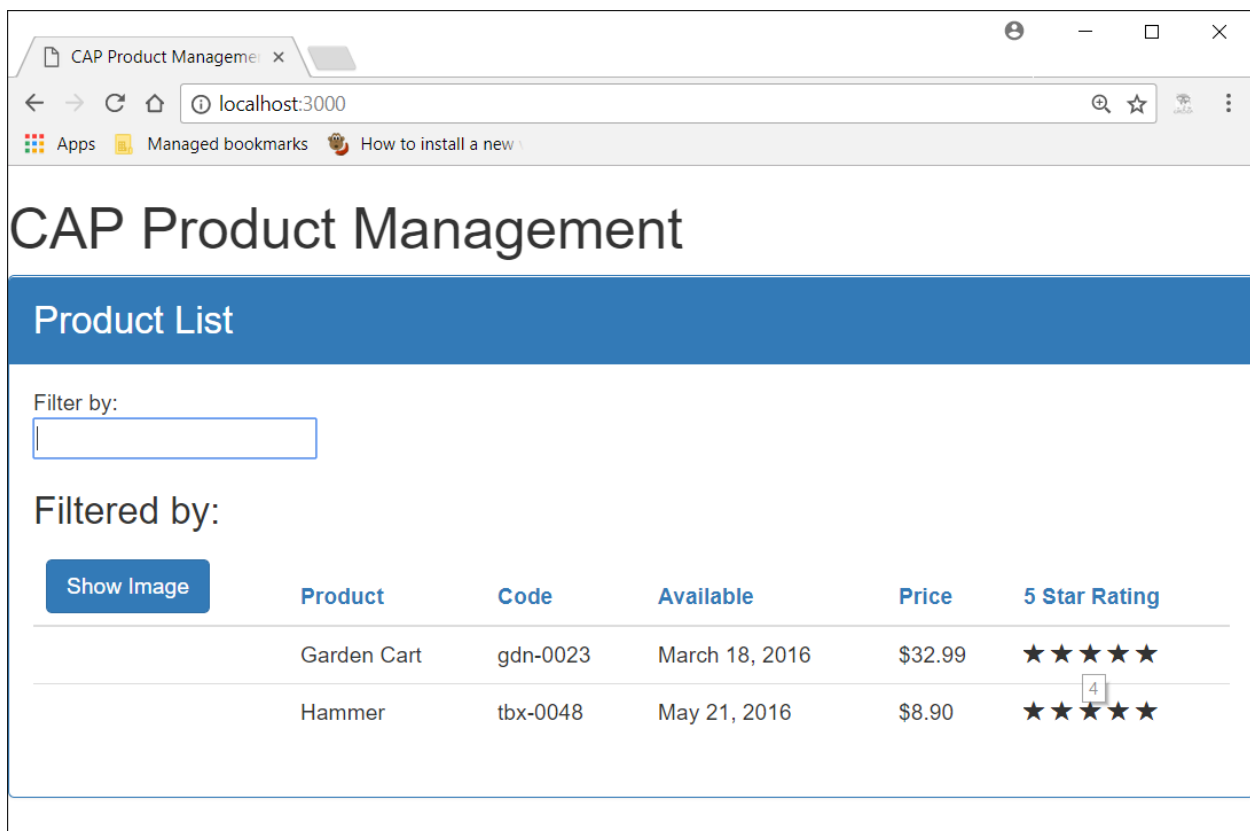 CAP Product Manageme
localhost:3000
Apps Managed bookmarks How to install a new
CAP Product Management
Product List
Filter by:
Filtered by:
Show Image Product Code Available Price 5 Star Rating
Garden Cart gdn-0023 March 18, 2016 $32.99 ★★★★★
4
Hammer tbx-0048 May 21, 2016 $8.90 ★★★★★